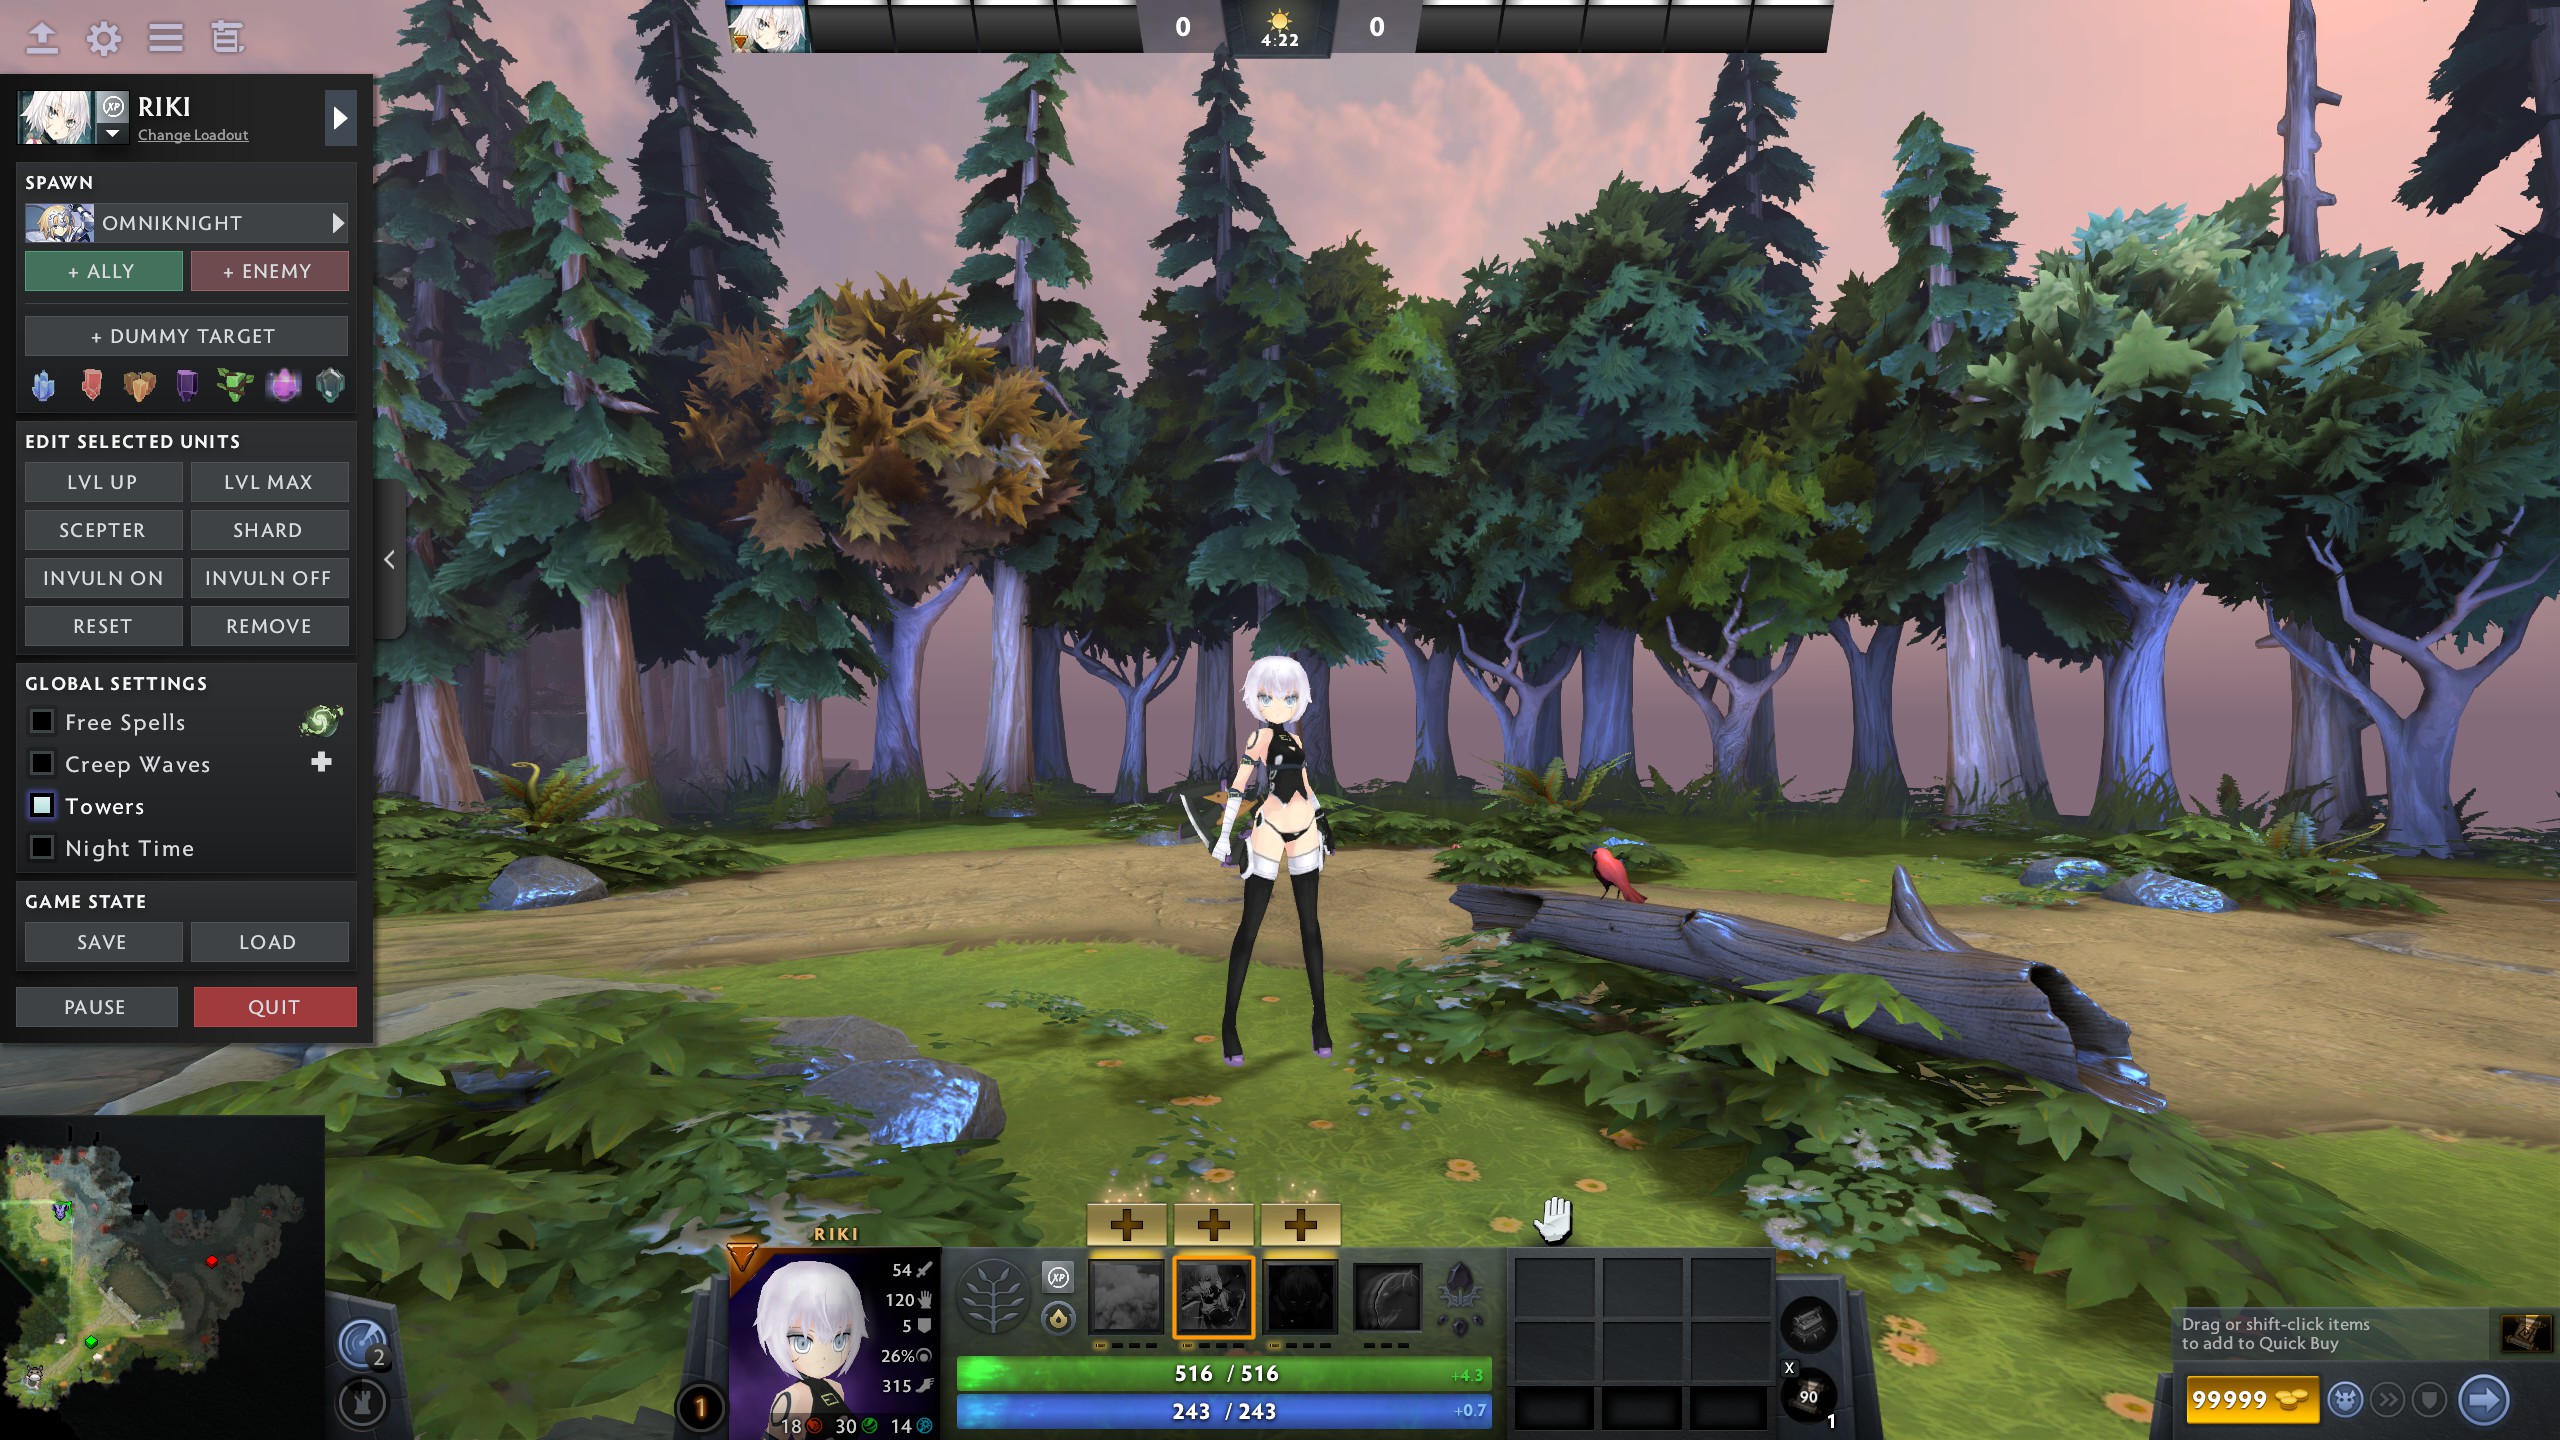 0
4:22
0
XP
RIKI
Change Loadout
SPAWN
OMNIKNIGHT
+ ALLY
+ ENEMY
+ DUMMY TARGET
EDIT SELECTED UNITS
LVL UP
LVL MAX
SCEPTER
SHARD
INVULN ON
INVULN OFF
RESET
REMOVE
GLOBAL SETTINGS
Free Spells
Creep Waves
Towers
Night Time
GAME STATE
SAVE
LOAD
PAUSE
QUIT
2
RIKI
54
120
5
26%
315
1
18 30 14
XP
516 / 516
+4.3
243 / 243
+0.7
X
90
1
Drag or shift-click items
to add to Quick Buy
99999